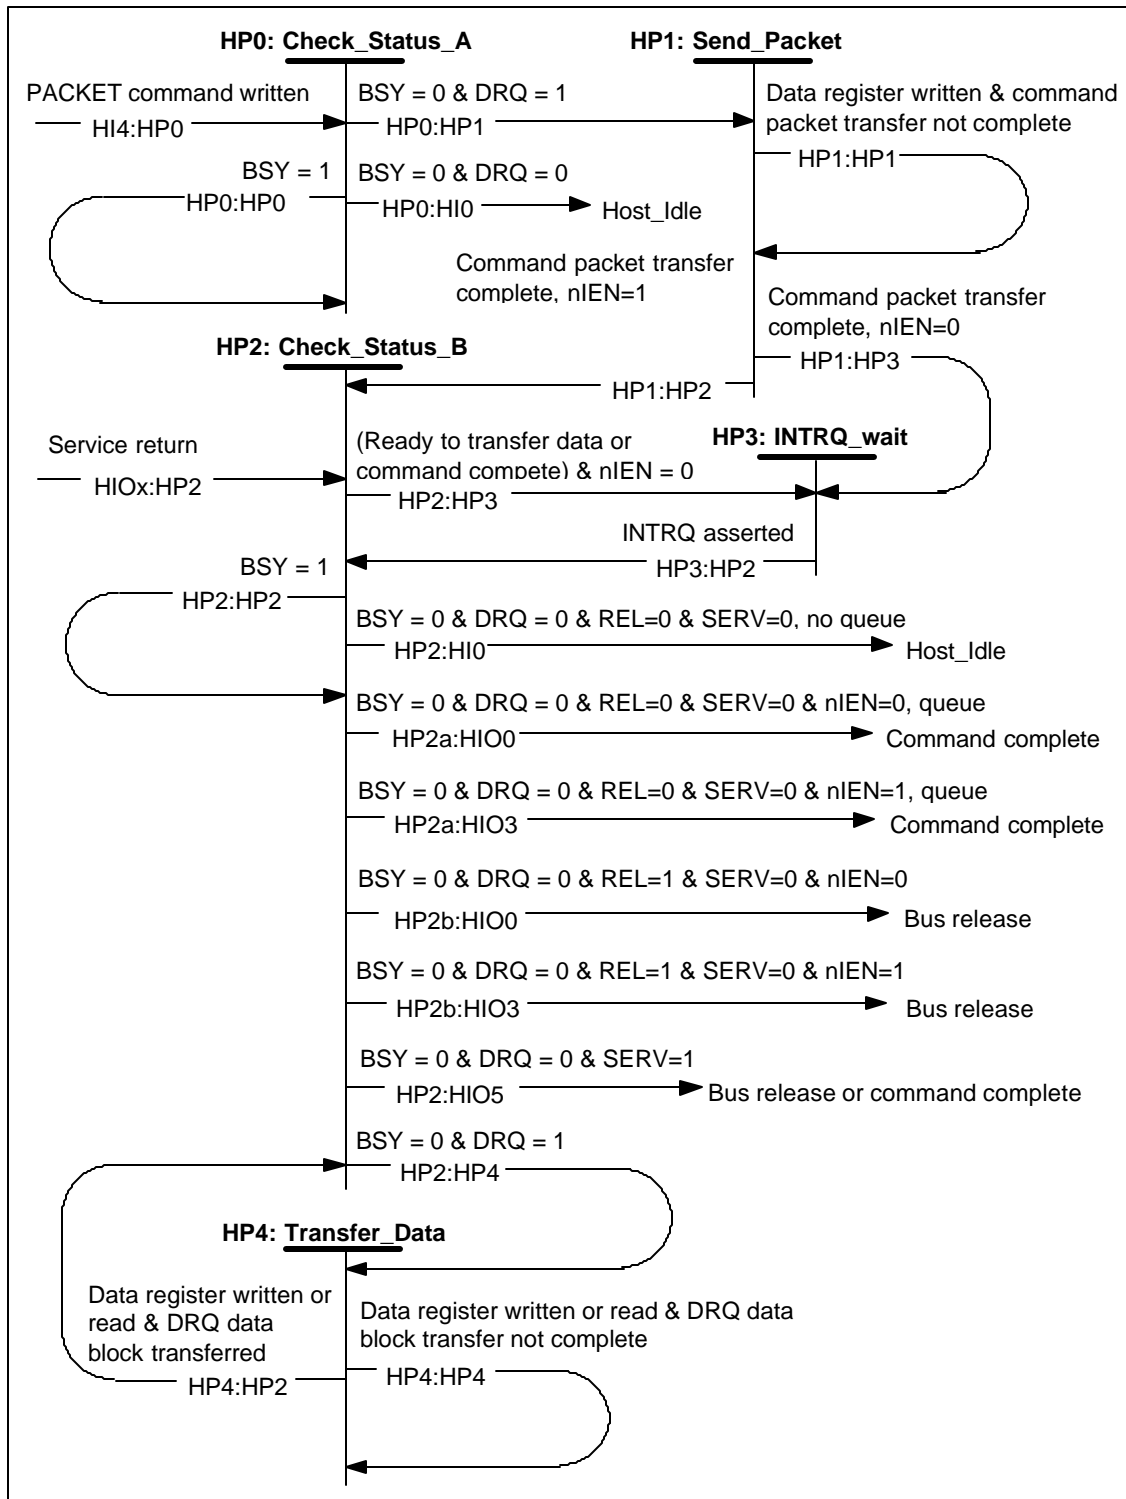 HP0: Check_Status_A
HP1: Send_Packet
PACKET command written
HI4:HP0
BSY = 0 & DRQ = 1
HP0:HP1
Data register written & command
packet transfer not complete
HP1:HP1
BSY = 1
HP0:HP0
BSY = 0 & DRQ = 0
HP0:HI0
Host_Idle
Command packet transfer
complete, nIEN=1
Command packet transfer
complete, nIEN=0
HP1:HP3
HP2: Check_Status_B
HP1:HP2
Service return
HIOx:HP2
(Ready to transfer data or
command compete) & nIEN = 0
HP2:HP3
HP3: INTRQ_wait
INTRQ asserted
HP3:HP2
BSY = 1
HP2:HP2
BSY = 0 & DRQ = 0 & REL=0 & SERV=0, no queue
HP2:HI0
Host_Idle
BSY = 0 & DRQ = 0 & REL=0 & SERV=0 & nIEN=0, queue
HP2a:HIO0
Command complete
BSY = 0 & DRQ = 0 & REL=0 & SERV=0 & nIEN=1, queue
HP2a:HIO3
Command complete
BSY = 0 & DRQ = 0 & REL=1 & SERV=0 & nIEN=0
HP2b:HIO0
Bus release
BSY = 0 & DRQ = 0 & REL=1 & SERV=0 & nIEN=1
HP2b:HIO3
Bus release
BSY = 0 & DRQ = 0 & SERV=1
HP2:HIO5
Bus release or command complete
BSY = 0 & DRQ = 1
HP2:HP4
HP4: Transfer_Data
Data register written or
read & DRQ data
block transferred
HP4:HP2
Data register written or read & DRQ data
block transfer not complete
HP4:HP4